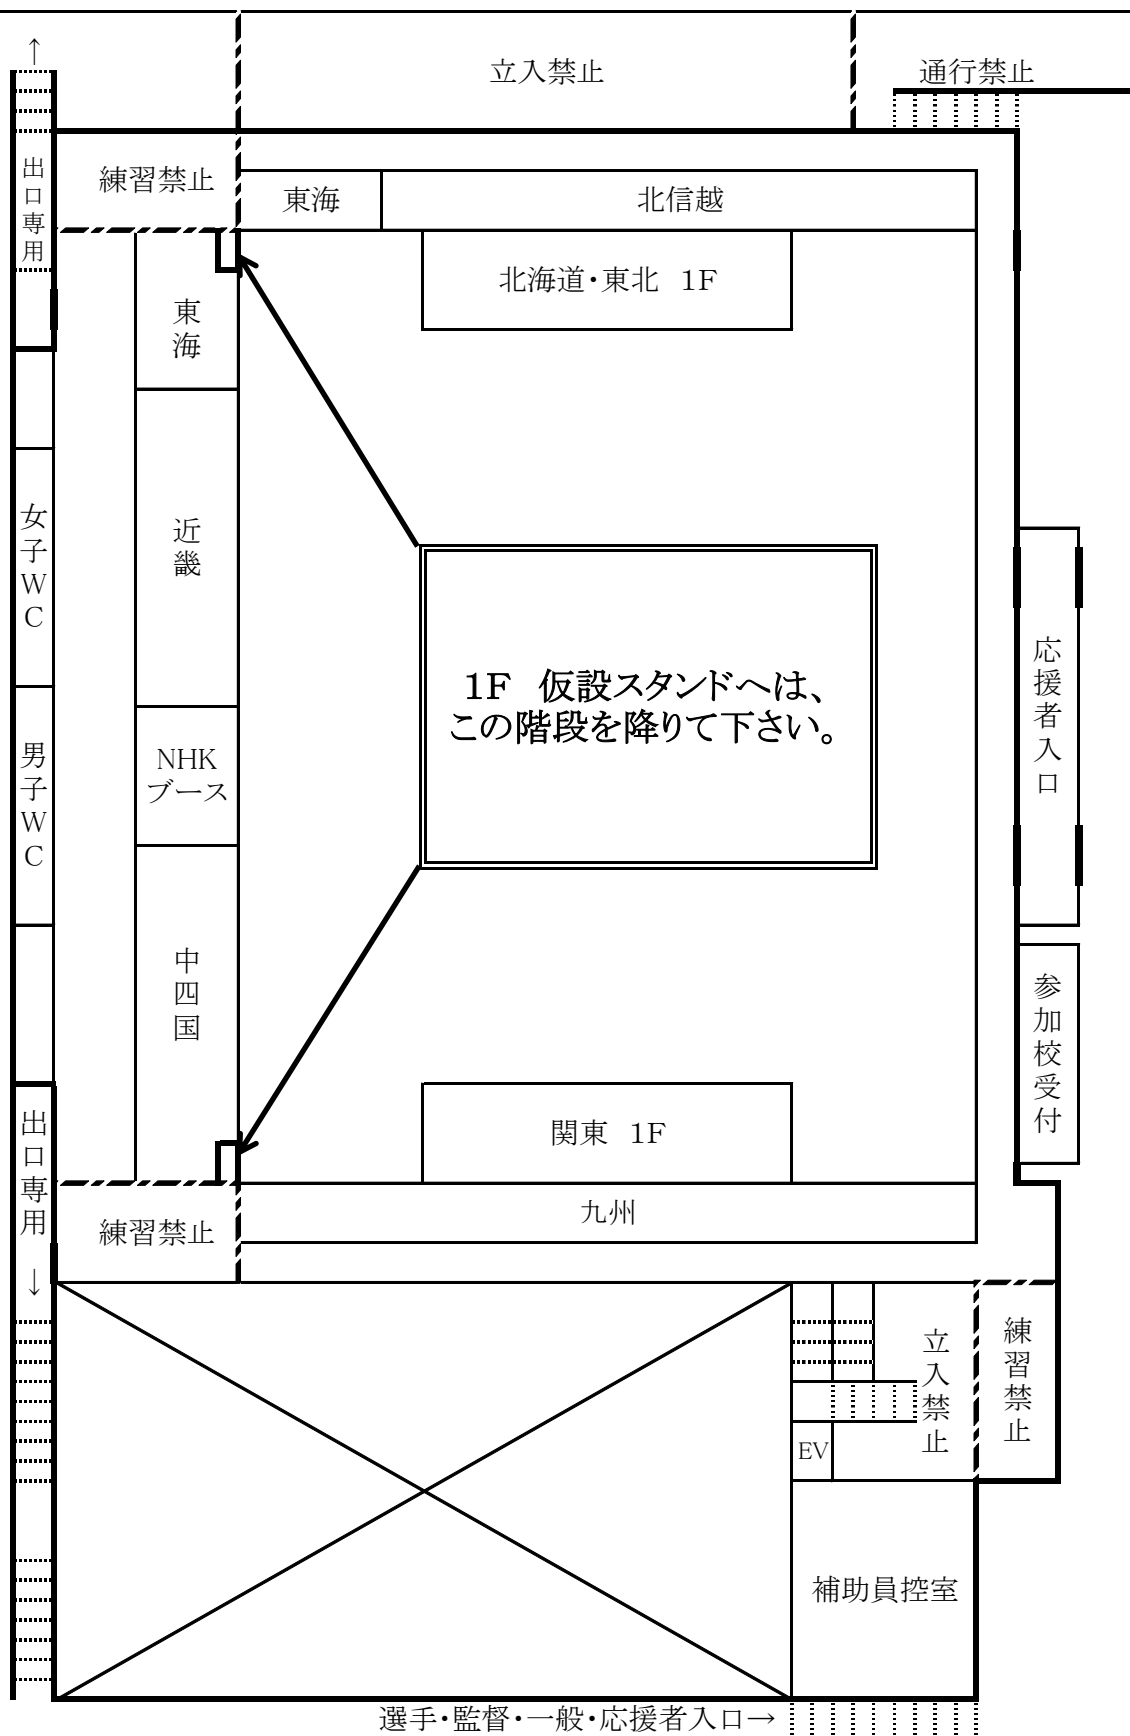 ↑
立入禁止
通行禁止
出口専用
練習禁止
東海
北信越
北海道・東北 1F
東海
近畿
女子WC
1F 仮設スタンドへは、
この階段を降りて下さい。
応援者入口
男子WC
NHK
ブース
中四国
参加校受付
出口専用
↓
関東 1F
九州
練習禁止
立入禁止
練習禁止
EV
補助員控室
選手・監督・一般・応援者入口→